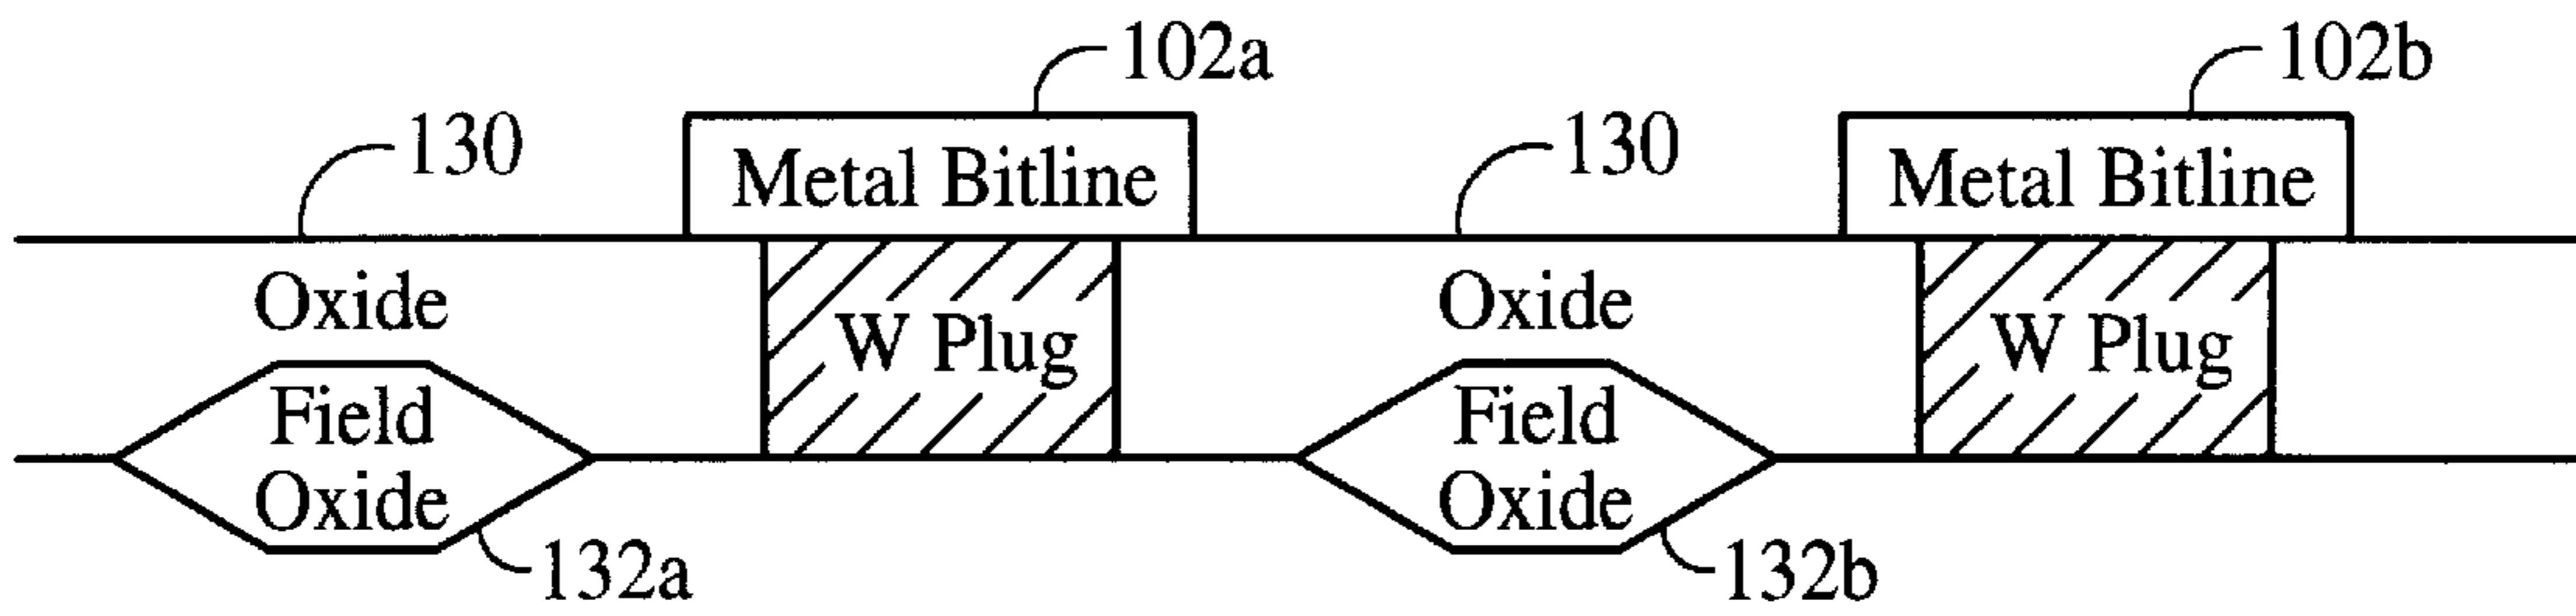 102a
102b
130
130
Metal Bitline
Metal Bitline
Oxide
Oxide
W Plug
W Plug
Field
Oxide
Field
Oxide
132a
132b